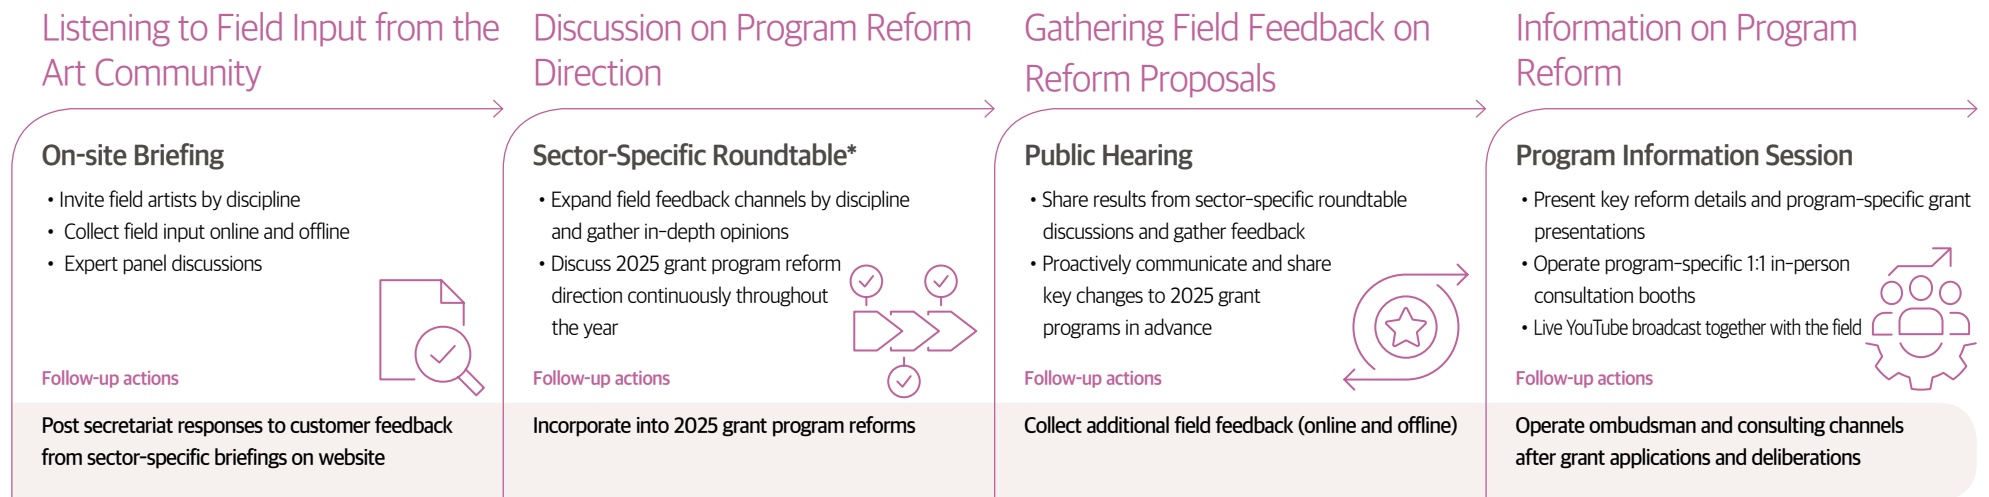 Listening to Field Input from the
Art Community
On-site Briefing
• Invite field artists by discipline
• Collect field input online and offline
• Expert panel discussions
Follow-up actions
Post secretariat responses to customer feedback
from sector-specific briefings on website
Discussion on Program Reform
Direction
Sector-Specific Roundtable*
• Expand field feedback channels by discipline
and gather in-depth opinions
• Discuss 2025 grant program reform
direction continuously throughout
the year
Follow-up actions
Incorporate into 2025 grant program reforms
Gathering Field Feedback on
Reform Proposals
Public Hearing
• Share results from sector-specific roundtable
discussions and gather feedback
• Proactively communicate and share
key changes to 2025 grant
programs in advance
Follow-up actions
Collect additional field feedback (online and offline)
Information on Program
Reform
Program Information Session
• Present key reform details and program-specific grant
presentations
• Operate program-specific 1:1 in-person
consultation booths
• Live YouTube broadcast together with the field
Follow-up actions
Operate ombudsman and consulting channels
after grant applications and deliberations